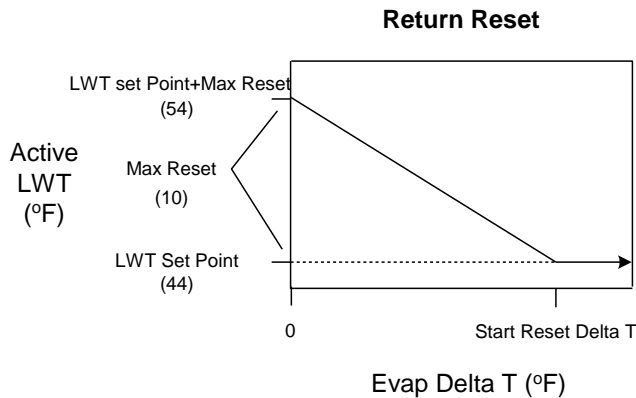 Return Reset
LWT set Point+Max Reset
(54)
Active
LWT
(ºF)
Max Reset
(10)
LWT Set Point
(44)
0
Start Reset Delta T
Evap Delta T (ºF)